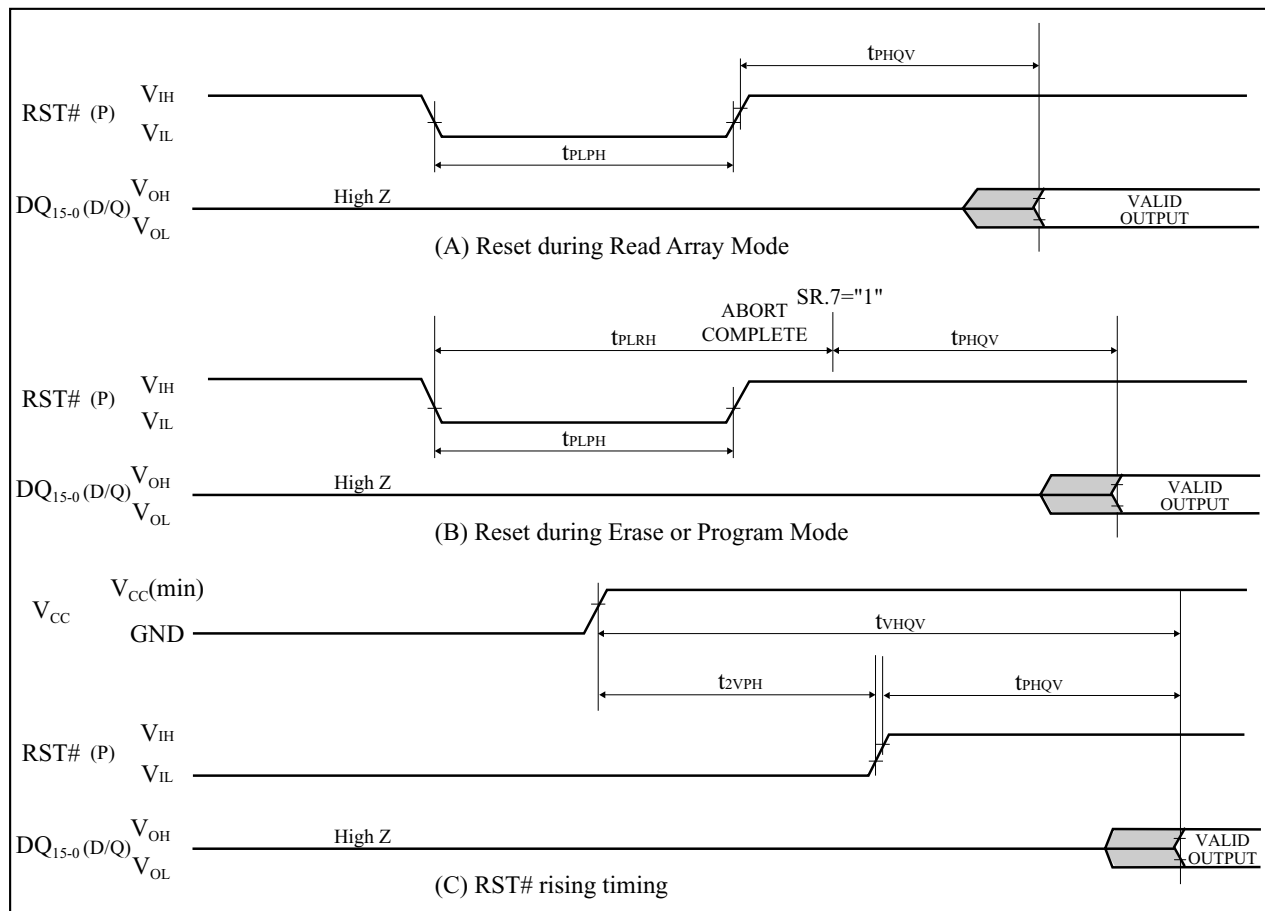 tPHQV
RST# (P) VIH
VIL
tPLPH
DQ15-0 (D/Q) VOH
VOL
High Z
VALID
OUTPUT
(A) Reset during Read Array Mode
SR.7="1"
ABORT
COMPLETE
tPLRH
tPHQV
RST# (P) VIH
VIL
tPLPH
DQ15-0 (D/Q) VOH
VOL
High Z
VALID
OUTPUT
(B) Reset during Erase or Program Mode
VCC VCC(min)
GND
tVHQV
t2VPH
tPHQV
RST# (P) VIH
VIL
DQ15-0 (D/Q) VOH
VOL
High Z
VALID
OUTPUT
(C) RST# rising timing